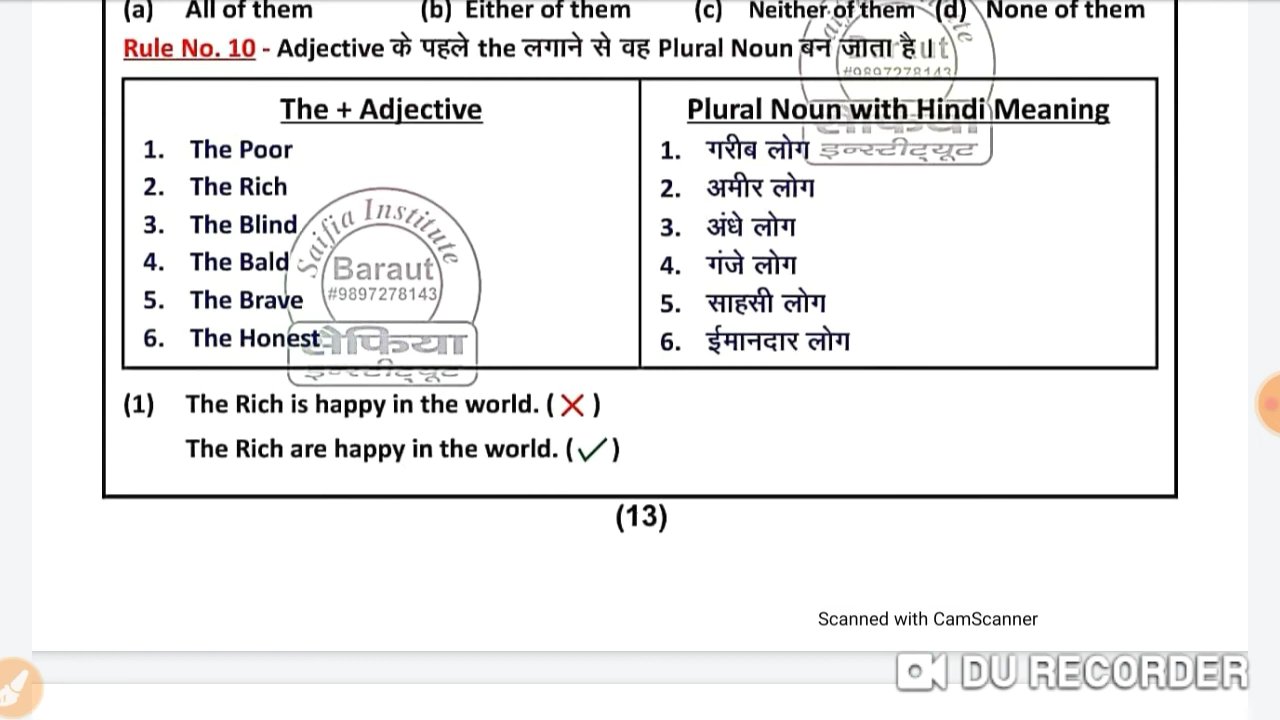 (a) All of them (b) Either of them (c) Neither of them (d) None of them
Rule No. 10 - Adjective के पहले the लगाने से वह Plural Noun बन जाता है।
The + Adjective
1. The Poor
2. The Rich
3. The Blind
4. The Bald
5. The Brave
6. The Honest
Plural Noun with Hindi Meaning
1. गरीब लोग
2. अमीर लोग
3. अंधे लोग
4. गंजे लोग
5. साहसी लोग
6. ईमानदार लोग
Saifia Institute
Baraut
#9897278143
सैफिया
इन्स्टीट्यूट
#9897278143
सैफिया
इन्स्टीट्यूट
(1) The Rich is happy in the world. (✗)
The Rich are happy in the world. (✓)
(13)
Scanned with CamScanner
DU RECORDER